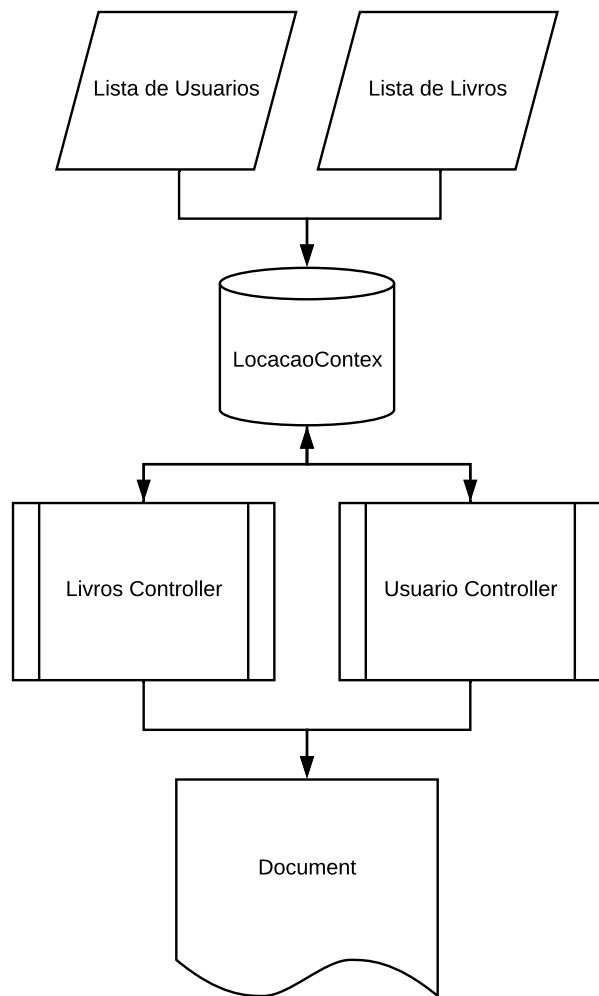 Lista de Usuarios
Lista de Livros
LocacaoContex
Livros Controller
Usuario Controller
Document